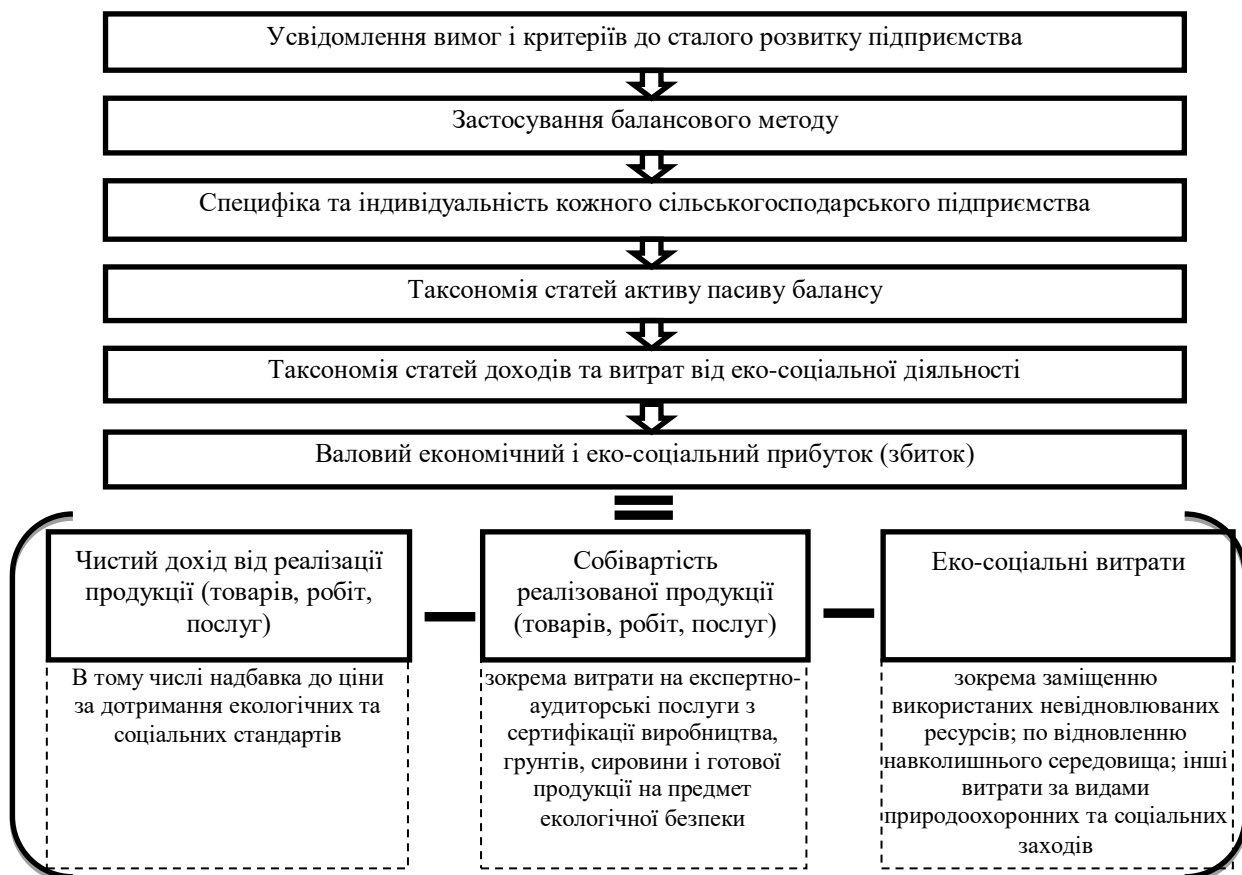 Усвідомлення вимог і критеріїв до сталого розвитку підприємства
Застосування балансового методу
Специфіка та індивідуальність кожного сільськогосподарського підприємства
Таксономія статей активу пасиву балансу
Таксономія статей доходів та витрат від еко-соціальної діяльності
Валовий економічний і еко-соціальний прибуток (збиток)
Чистий дохід від реалізації
продукції (товарів, робіт,
послуг)
В тому числі надбавка до ціни
за дотримання екологічних та
соціальних стандартів
Собівартість
реалізованої продукції
(товарів, робіт, послуг)
зокрема витрати на експертно-
аудиторські послуги з
сертифікації виробництва,
грунтів, сировини і готової
продукції на предмет
екологічної безпеки
Еко-соціальні витрати
зокрема заміщенню
використаних невідновлюваних
ресурсів; по відновленню
навколишнього середовища; інші
витрати за видами
природоохоронних та соціальних
заходів